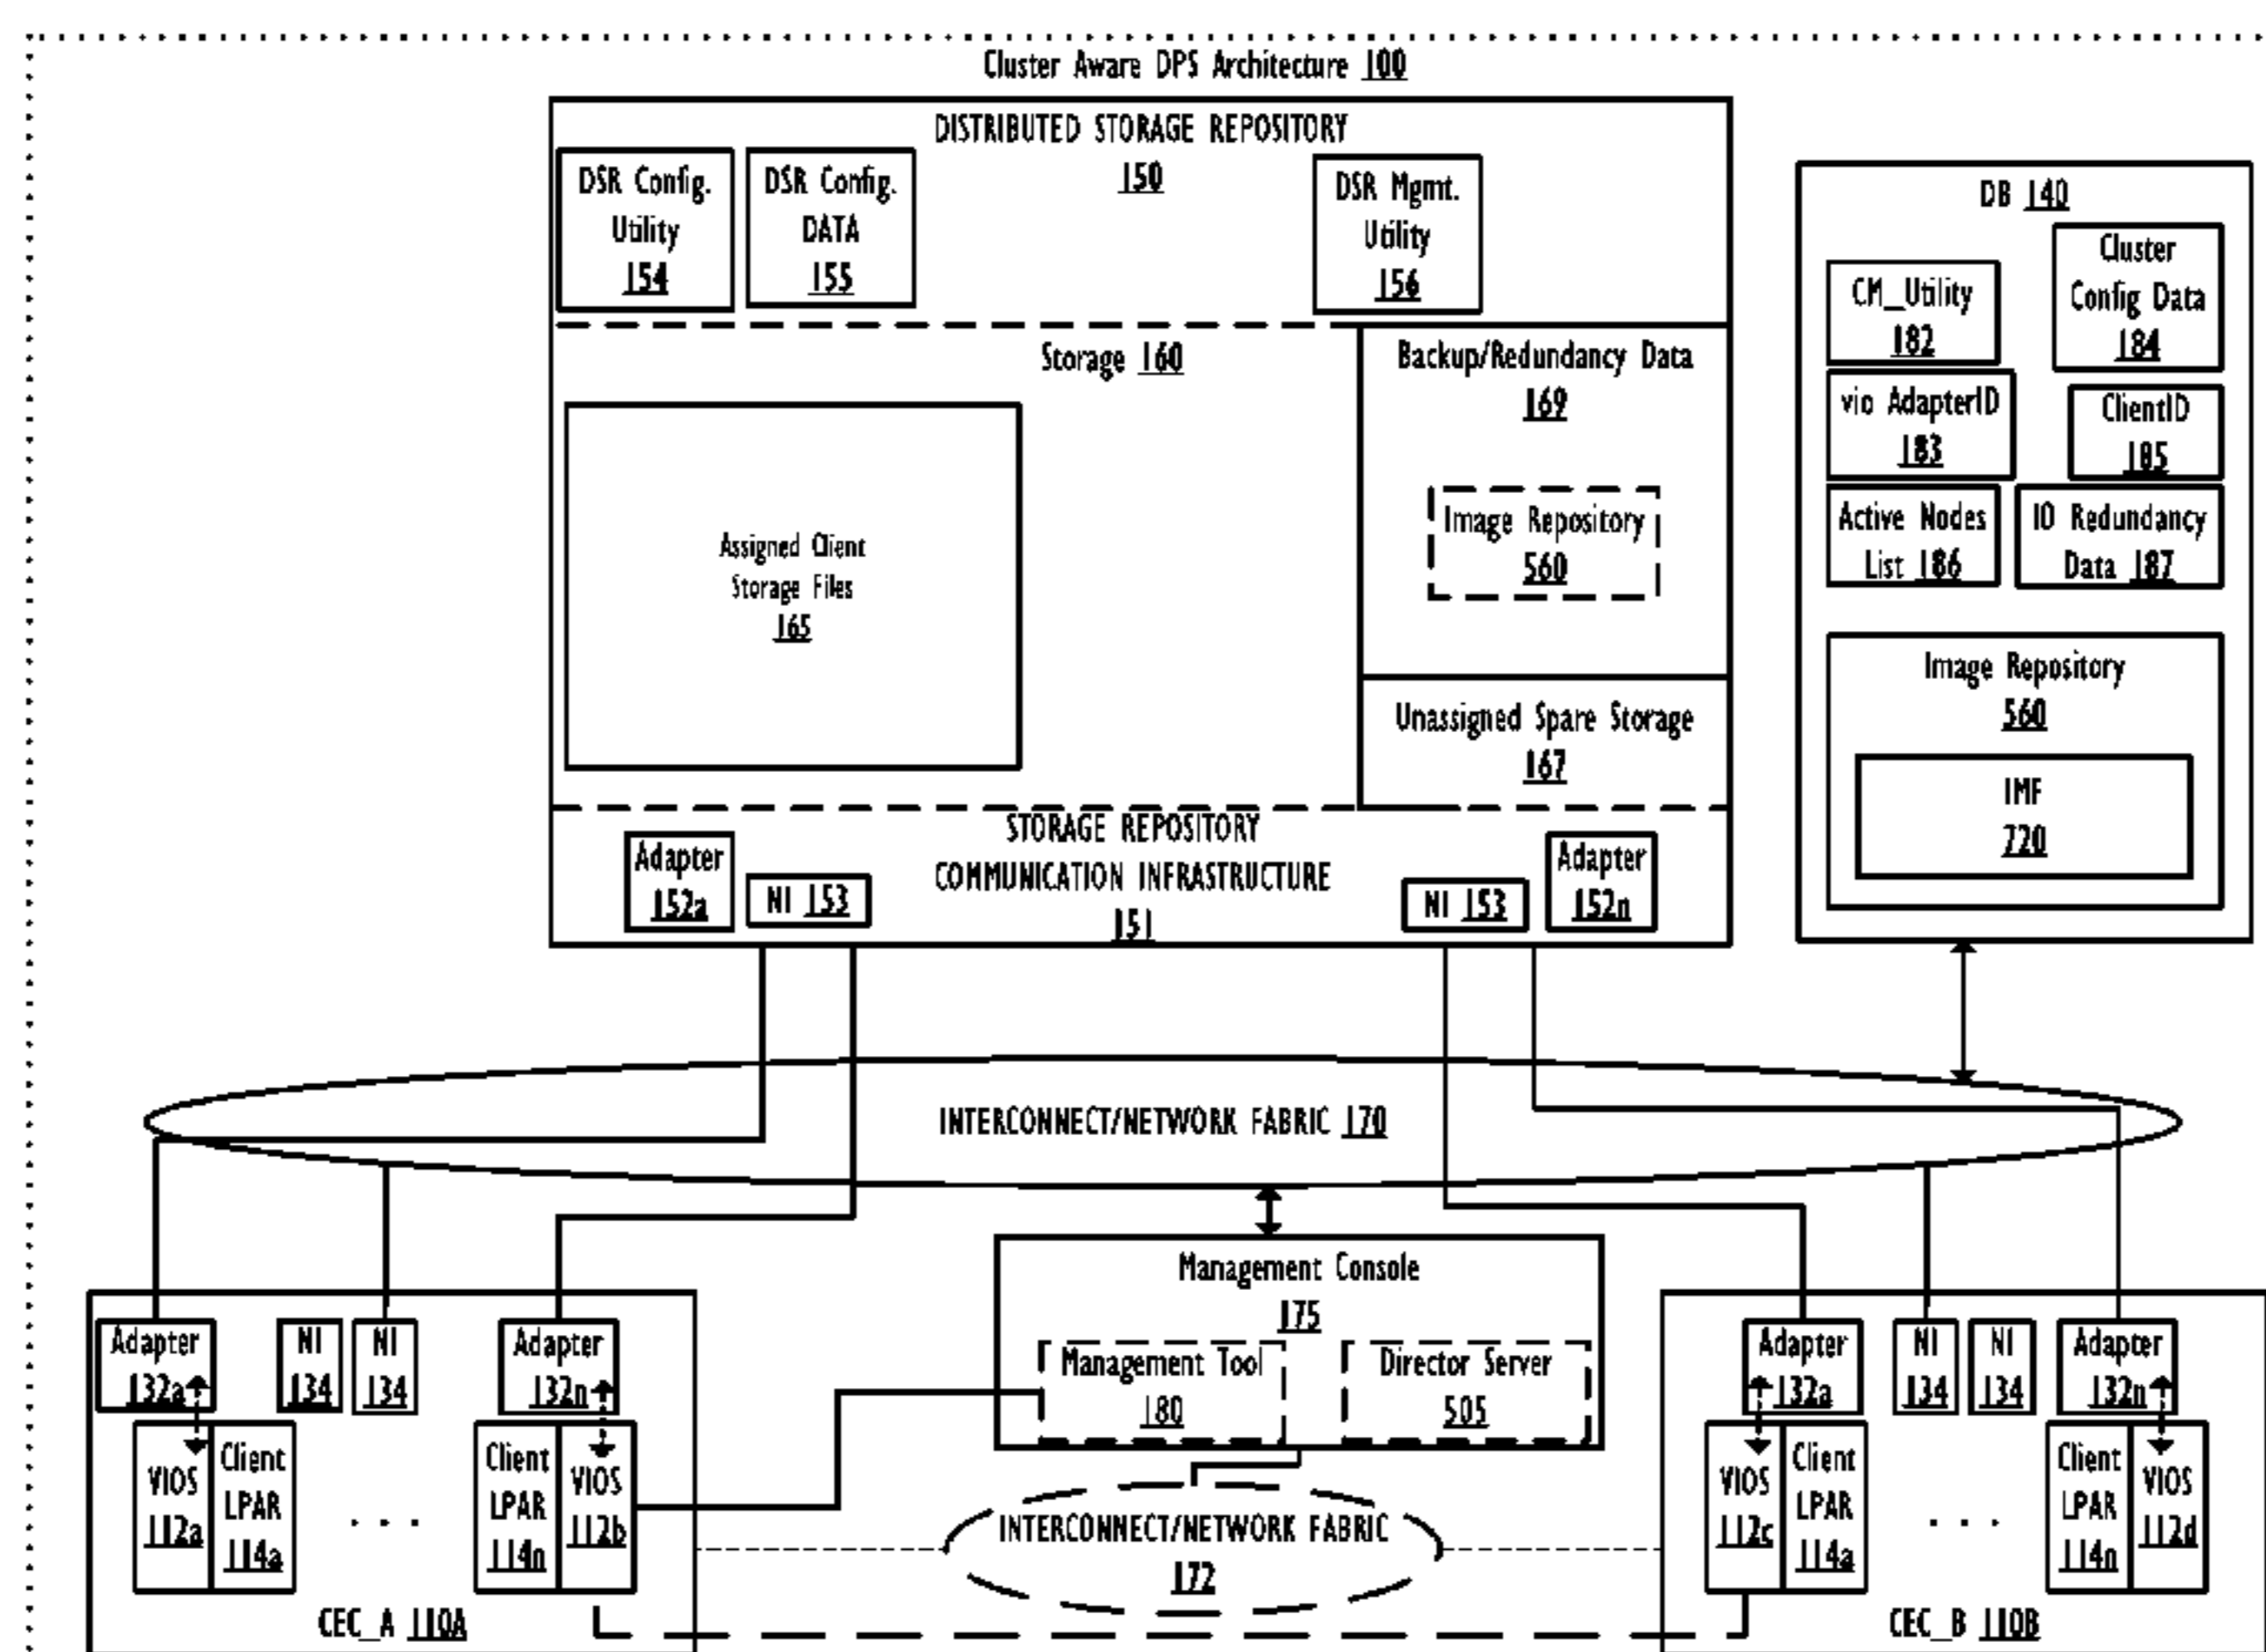 Cluster Aware DPS Architecture 100
DISTRIBUTED STORAGE REPOSITORY
150
DSR Config.
Utility
154
DSR Config.
DATA
155
DSR Mgmt.
Utility
156
Storage 160
Assigned Client
Storage Files
165
Backup/Redundancy Data
169
Image Repository
560
Unassigned Spare Storage
167
STORAGE REPOSITORY
COMMUNICATION INFRASTRUCTURE
151
Adapter
152a
NI 153
NI 153
Adapter
152n
DB 140
CM_Utility
182
Cluster
Config Data
184
vio AdapterID
183
ClientID
185
Active Nodes
List 186
IO Redundancy
Data 187
Image Repository
560
IMF
720
INTERCONNECT/NETWORK FABRIC 170
Management Console
175
Management Tool
180
Director Server
505
INTERCONNECT/NETWORK FABRIC
172
Adapter
132a
NI
134
NI
134
Adapter
132n
VIOS
112a
Client
LPAR
114a
. . .
Client
LPAR
114n
VIOS
112b
CEC_A 110A
Adapter
132a
NI
134
NI
134
Adapter
132n
VIOS
112c
Client
LPAR
114a
. . .
Client
LPAR
114n
VIOS
112d
CEC_B 110B